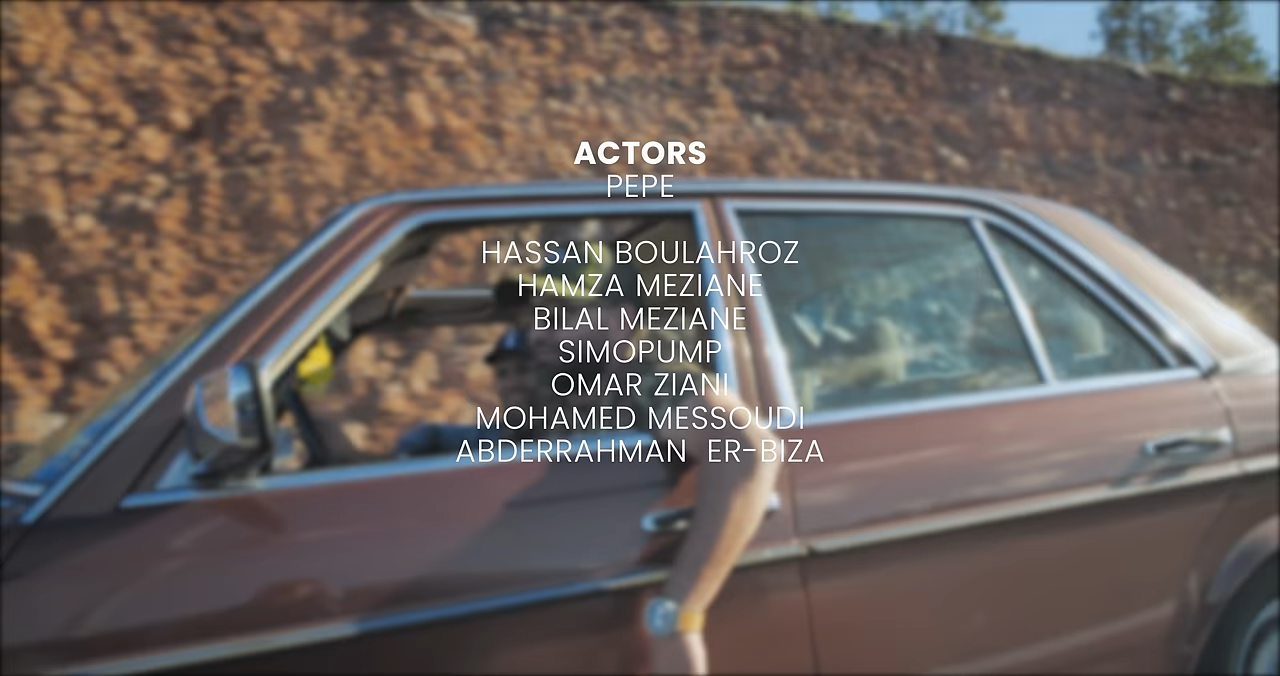 ACTORS
PEPE
HASSAN BOULAHROZ
HAMZA MEZIANE
BILAL MEZIANE
SIMOPUMP
OMAR ZIANI
MOHAMED MESSOUDI
ABDERRAHMAN ER-BIZA